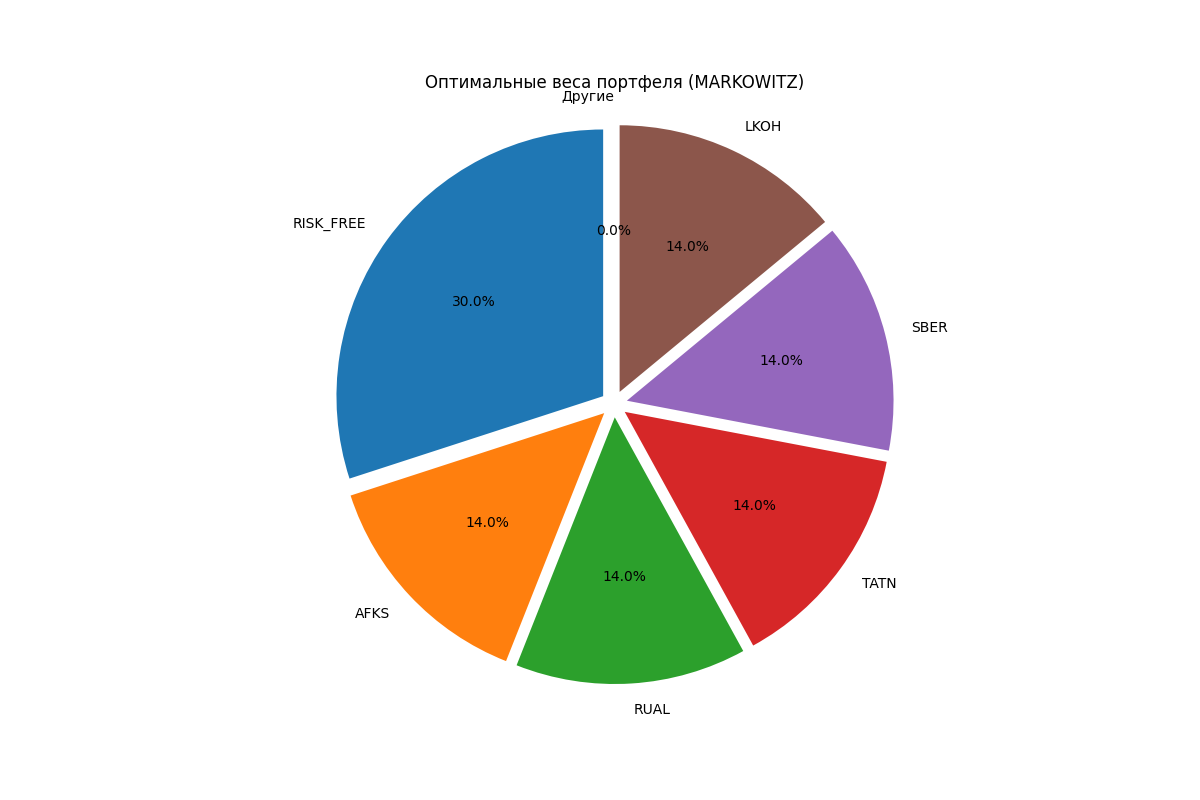 Оптимальные веса портфеля (MARKOWITZ)
Другие
LKOH
RISK_FREE
0.0%
14.0%
30.0%
SBER
14.0%
14.0%
14.0%
TATN
14.0%
AFKS
RUAL